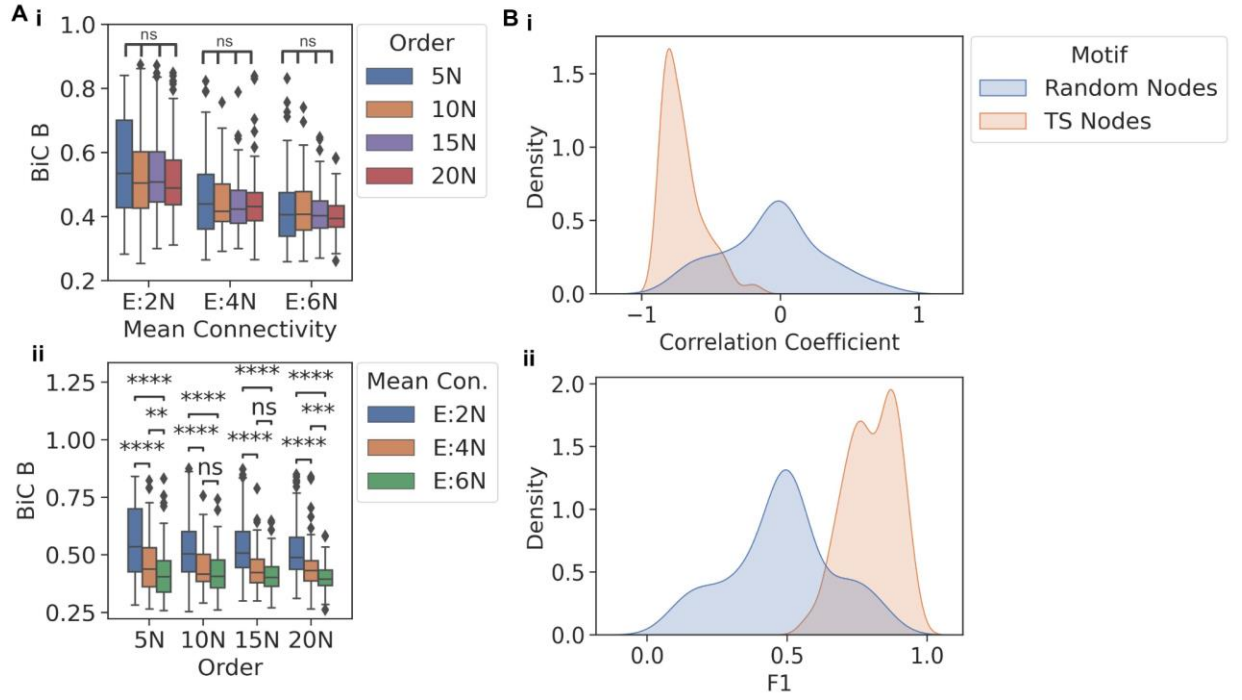 A i
1.0
0.8
0.6
0.4
0.2
BiC B
ns ns ns
E:2N E:4N E:6N
Mean Connectivity
Order
5N
10N
15N
20N
ii
1.25
1.00
0.75
0.50
0.25
BiC B
**** **** **** ****
** ns ns ***
**** **** **** ****
5N 10N 15N 20N
Order
Mean Con.
E:2N
E:4N
E:6N
B i
1.5
1.0
0.5
0.0
Density
−1 0 1
Correlation Coefficient
Motif
Random Nodes
TS Nodes
ii
2.0
1.5
1.0
0.5
0.0
Density
0.0 0.5 1.0
F1